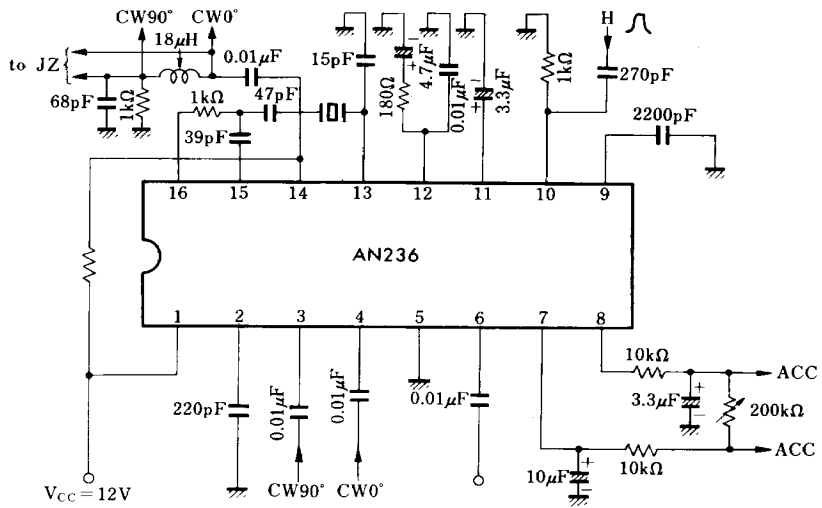 CW90° CW0° H
18μH
0.01μF
to JZ
15pF
180Ω
4.7μF
0.01μF
3.3μF
1kΩ
270pF
68pF
1kΩ
1kΩ
47pF
39pF
2200pF
16 15 14 13 12 11 10 9
AN236
1 2 3 4 5 6 7 8
220pF
0.01μF
0.01μF
0.01μF
10kΩ
ACC
3.3μF
200kΩ
10μF
10kΩ
ACC
VCC = 12V
CW90° CW0°
+ − + − + − + − + −